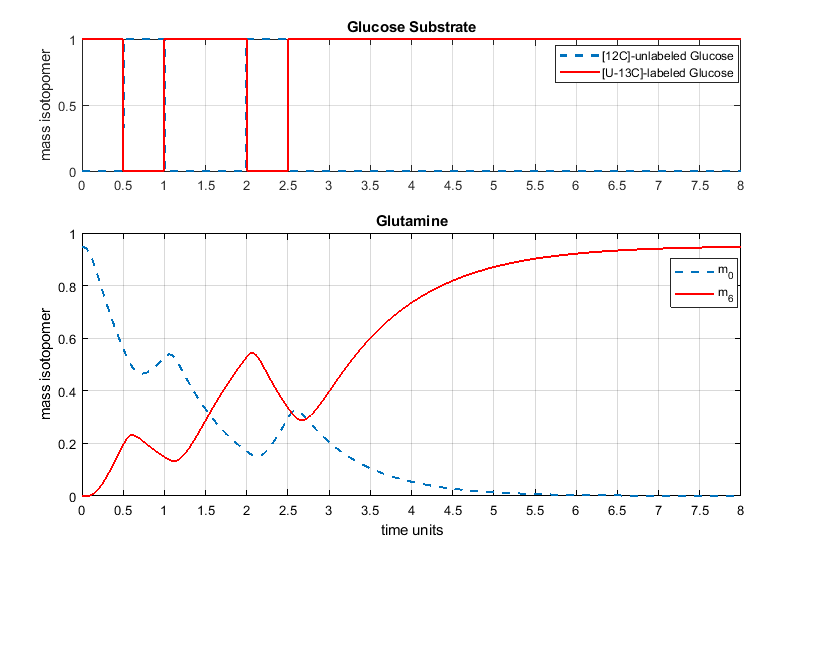 Glucose Substrate
mass isotopomer
1
0.5
0
[12C]-unlabeled Glucose
[U-13C]-labeled Glucose
0 0.5 1 1.5 2 2.5 3 3.5 4 4.5 5 5.5 6 6.5 7 7.5 8
Glutamine
mass isotopomer
1
0.8
0.6
0.4
0.2
0
m0
m6
0 0.5 1 1.5 2 2.5 3 3.5 4 4.5 5 5.5 6 6.5 7 7.5 8
time units